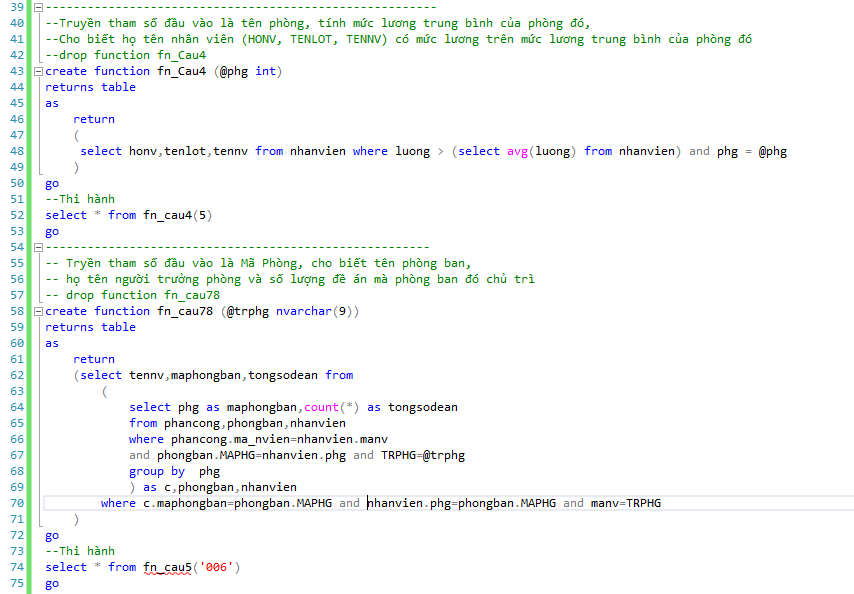 39 ------------------------------------------------------
40 --Truyền tham số đầu vào là tên phòng, tính mức lương trung bình của phòng đó,
41 --Cho biết họ tên nhân viên (HONV, TENLOT, TENNV) có mức lương trên mức lương trung bình của phòng đó
42 --drop function fn_Cau4
43 create function fn_Cau4 (@phg int)
44 returns table
45 as
46 return
47 (
48 select honv,tenlot,tennv from nhanvien where luong > (select avg(luong) from nhanvien) and phg = @phg
49 )
50 go
51 --Thi hành
52 select * from fn_cau4(5)
53 go
54 -----------------------------------------------------
55 -- Tryền tham số đầu vào là Mã Phòng, cho biết tên phòng ban,
56 -- họ tên người trưởng phòng và số lượng đề án mà phòng ban đó chủ trì
57 -- drop function fn_cau78
58 create function fn_cau78 (@trphg nvarchar(9))
59 returns table
60 as
61 return
62 (select tennv,maphongban,tongsodean from
63 (
64 select phg as maphongban,count(*) as tongsodean
65 from phancong,phongban,nhanvien
66 where phancong.ma_nvien=nhanvien.manv
67 and phongban.MAPHG=nhanvien.phg and TRPHG=@trphg
68 group by  phg
69 ) as c,phongban,nhanvien
70 where c.maphongban=phongban.MAPHG and nhanvien.phg=phongban.MAPHG and manv=TRPHG
71 )
72 go
73 --Thi hành
74 select * from fn_cau5('006')
75 go